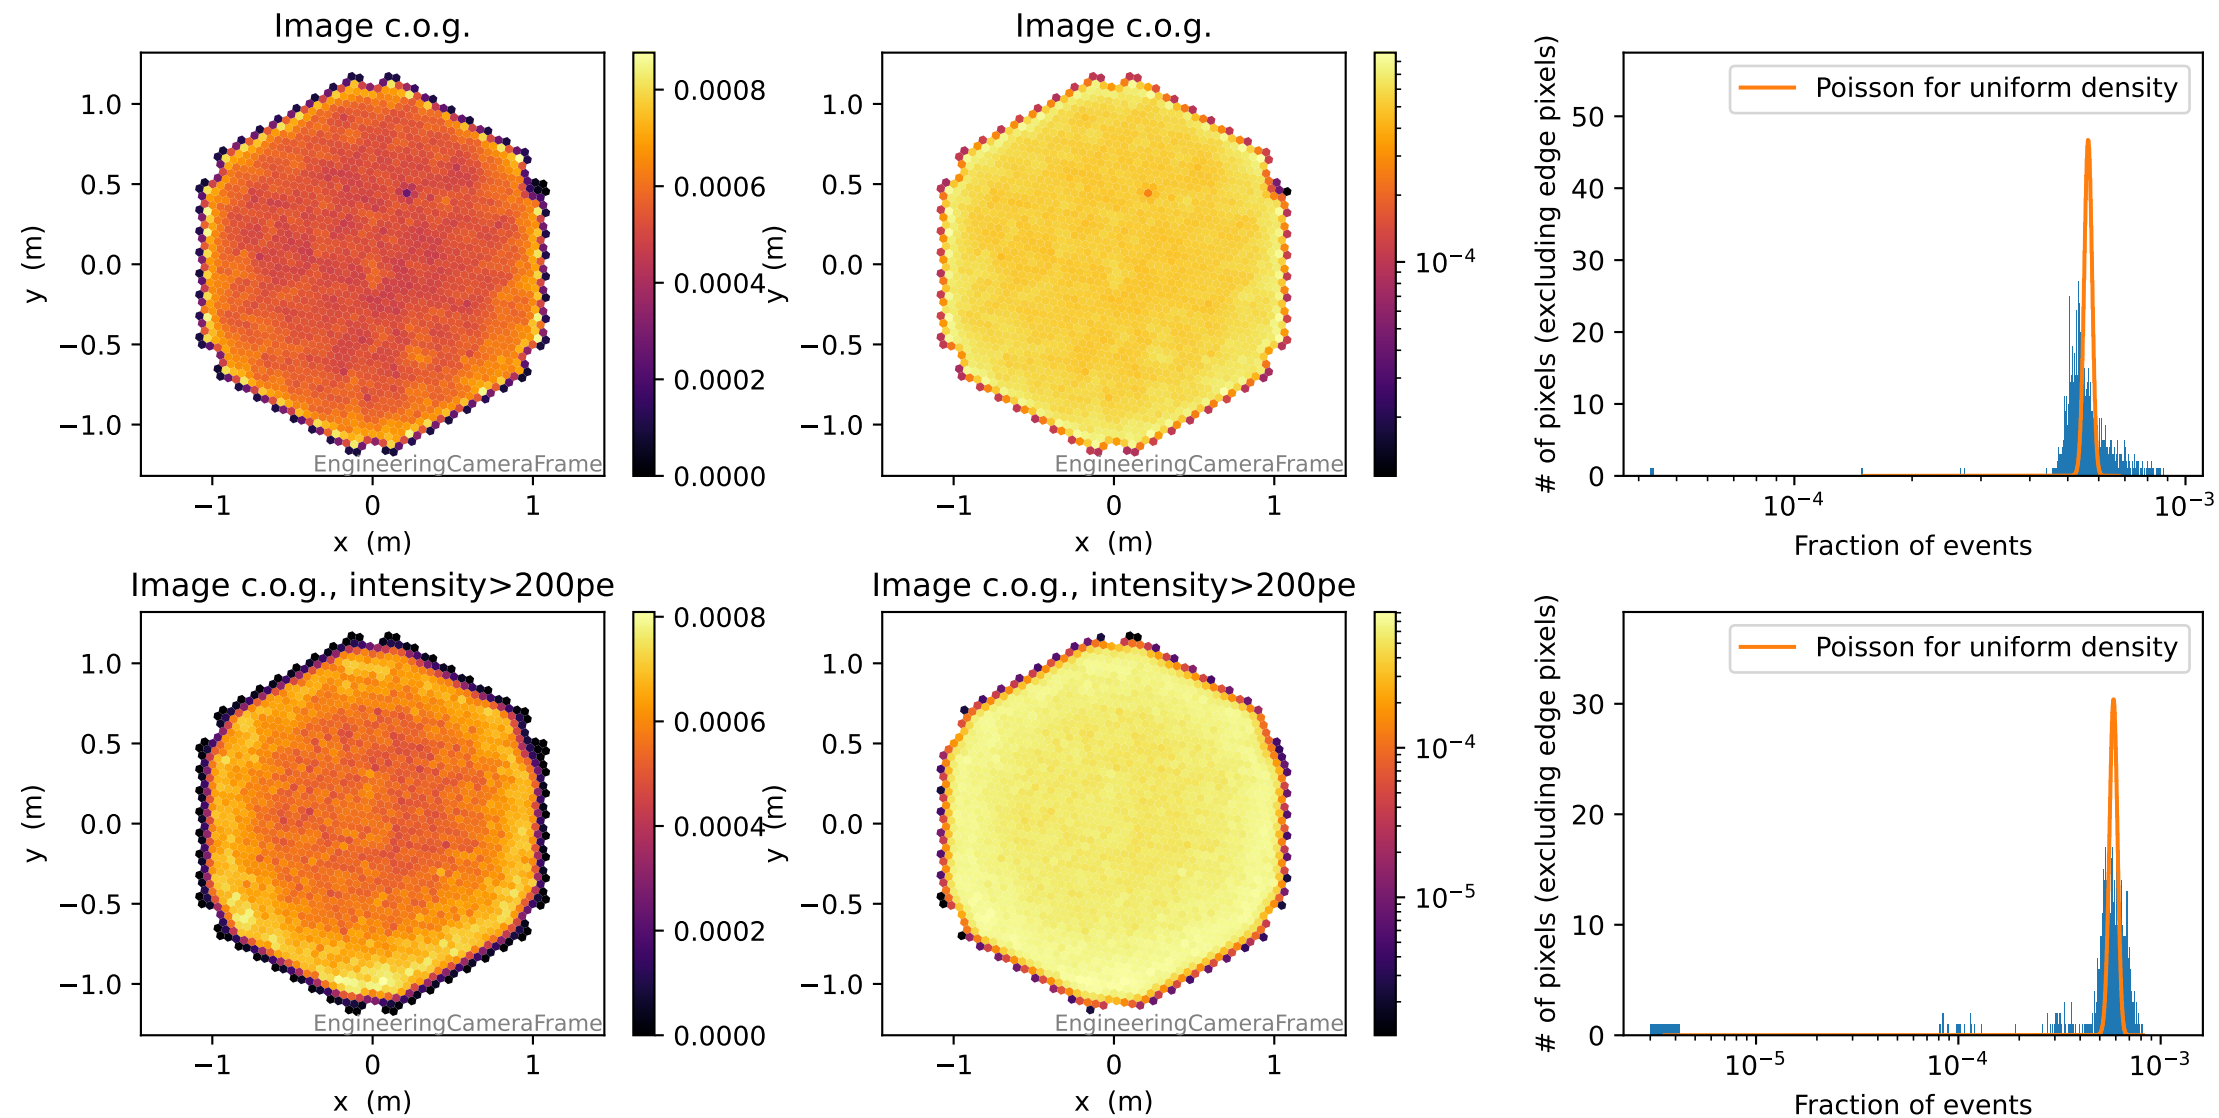 Image c.o.g.
1.0
0.5
0.0
−0.5
−1.0
y (m)
−1
0
1
x (m)
EngineeringCameraFrame
0.0008
0.0006
0.0004
0.0002
0.0000
Image c.o.g.
1.0
0.5
0.0
−0.5
−1.0
y (m)
−1
0
1
x (m)
EngineeringCameraFrame
10⁻⁴
Poisson for uniform density
# of pixels (excluding edge pixels)
50
40
30
20
10
0
10⁻⁴
10⁻³
Fraction of events
Image c.o.g., intensity>200pe
1.0
0.5
0.0
−0.5
−1.0
y (m)
−1
0
1
x (m)
EngineeringCameraFrame
0.0008
0.0006
0.0004
0.0002
0.0000
Image c.o.g., intensity>200pe
1.0
0.5
0.0
−0.5
−1.0
y (m)
−1
0
1
x (m)
EngineeringCameraFrame
10⁻⁴
10⁻⁵
Poisson for uniform density
# of pixels (excluding edge pixels)
30
20
10
0
10⁻⁵
10⁻⁴
10⁻³
Fraction of events